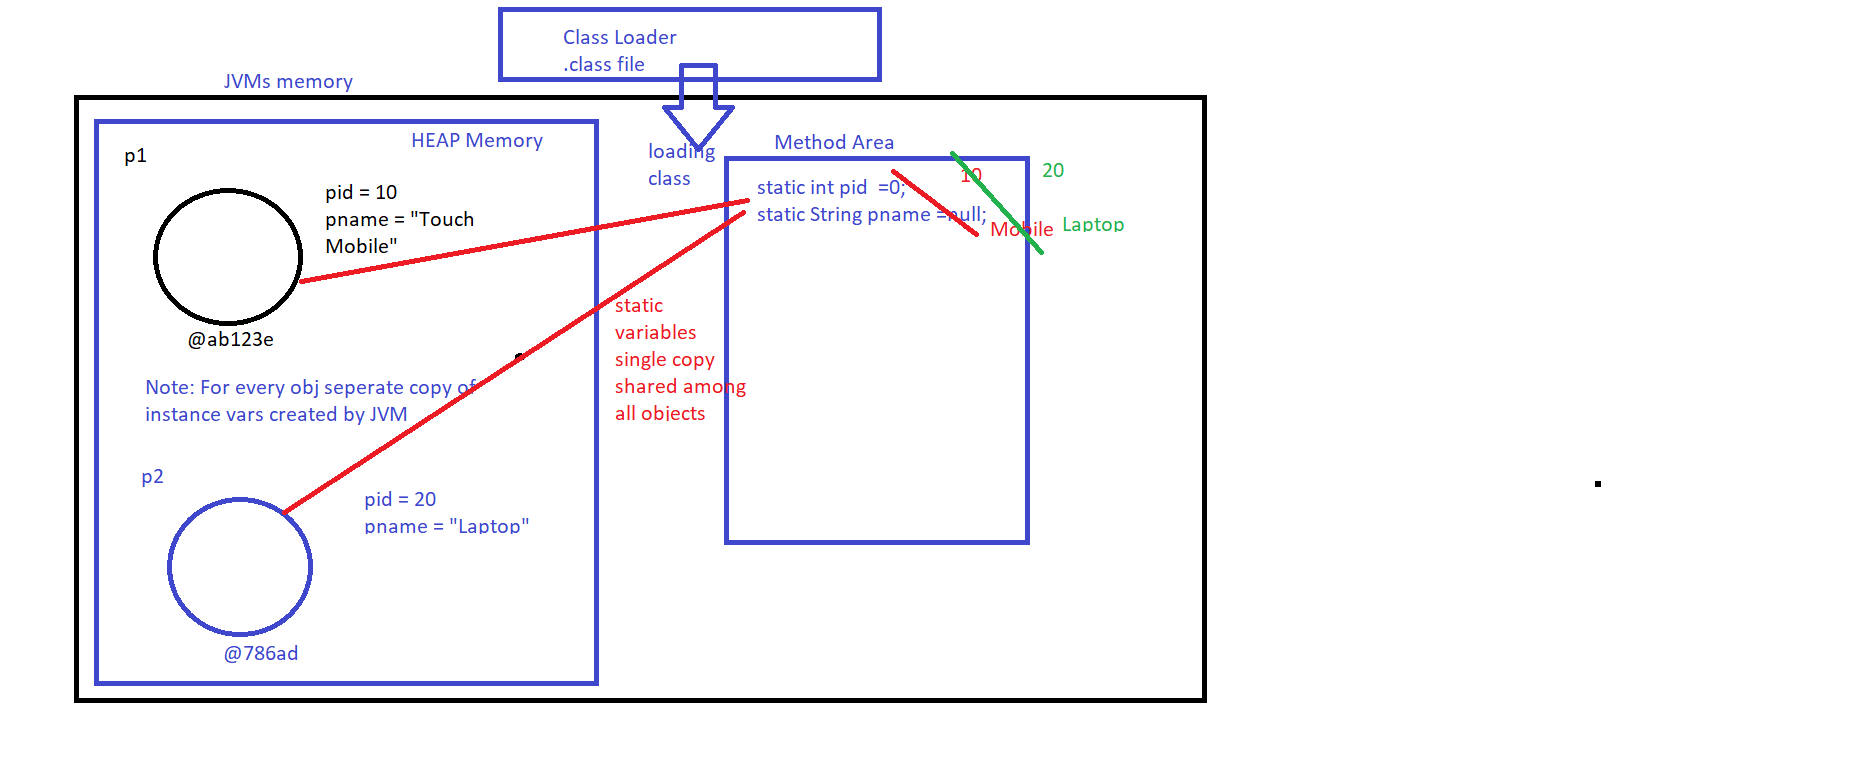 Class Loader
.class file
JVMs memory
HEAP Memory
p1
pid = 10
pname = "Touch
Mobile"
@ab123e
Note: For every obj seperate copy of
instance vars created by JVM
p2
pid = 20
pname = "Laptop"
@786ad
loading
class
static
variables
single copy
shared among
all objects
Method Area
static int pid =0;
static String pname =null;
10
Mobile
20
Laptop